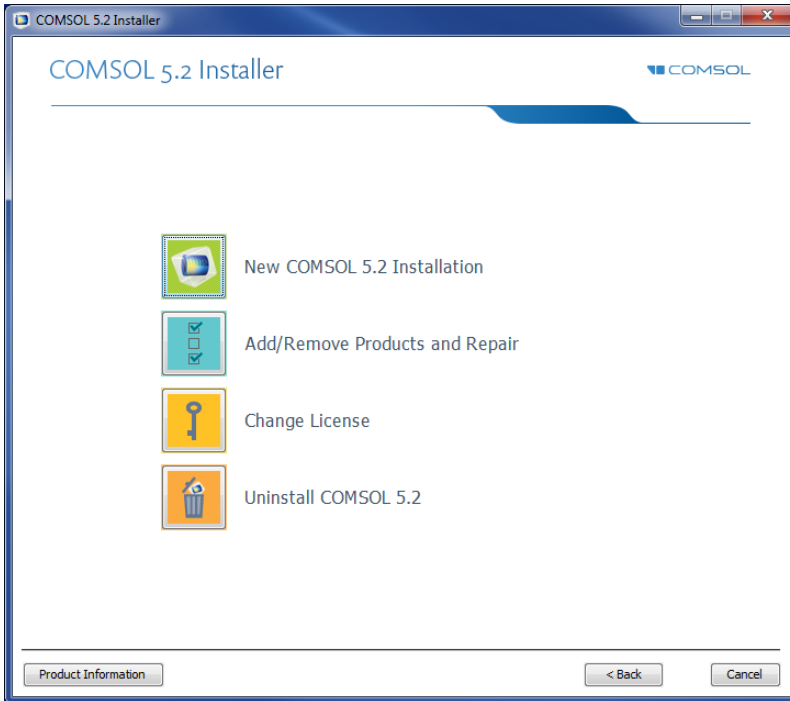 COMSOL 5.2 Installer
COMSOL 5.2 Installer
COMSOL
New COMSOL 5.2 Installation
Add/Remove Products and Repair
Change License
Uninstall COMSOL 5.2
Product Information
< Back
Cancel